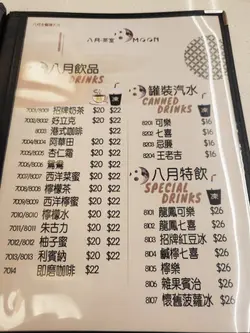 八月·茶室 MOON
八月飲品
DRINKS
7001/8001 招牌奶茶 $20 $22
7002/8002 好立克 $20 $22
8003 港式咖啡 $22
7004/8004 阿華田 $20 $22
7005/8005 杏仁霜 $20 $22
7006/8006 鴛鴦 $20 $22
7007/8007 西洋菜蜜 $20 $22
7008/8008 檸檬茶 $20 $22
7009/8009 西洋檸蜜 $20 $22
7010/8010 檸檬水 $20 $22
7011/8011 朱古力 $20 $22
7012/8012 柚子蜜 $20 $22
7013/8013 利賓納 $20 $22
7014 即磨咖啡 $22
罐裝汽水
CANNED
DRINKS
8201 可樂 $16
8202 七喜 $16
8203 忌廉 $16
8204 王老吉 $16
八月特飲
SPECIAL
DRINKS
8101 龍鳳可樂 $26
8102 龍鳳七喜 $26
8103 招牌紅豆冰 $26
8104 鹹檸七喜 $26
8105 檸樂 $26
8106 雜果賓治 $26
8107 懷舊菠蘿冰 $26